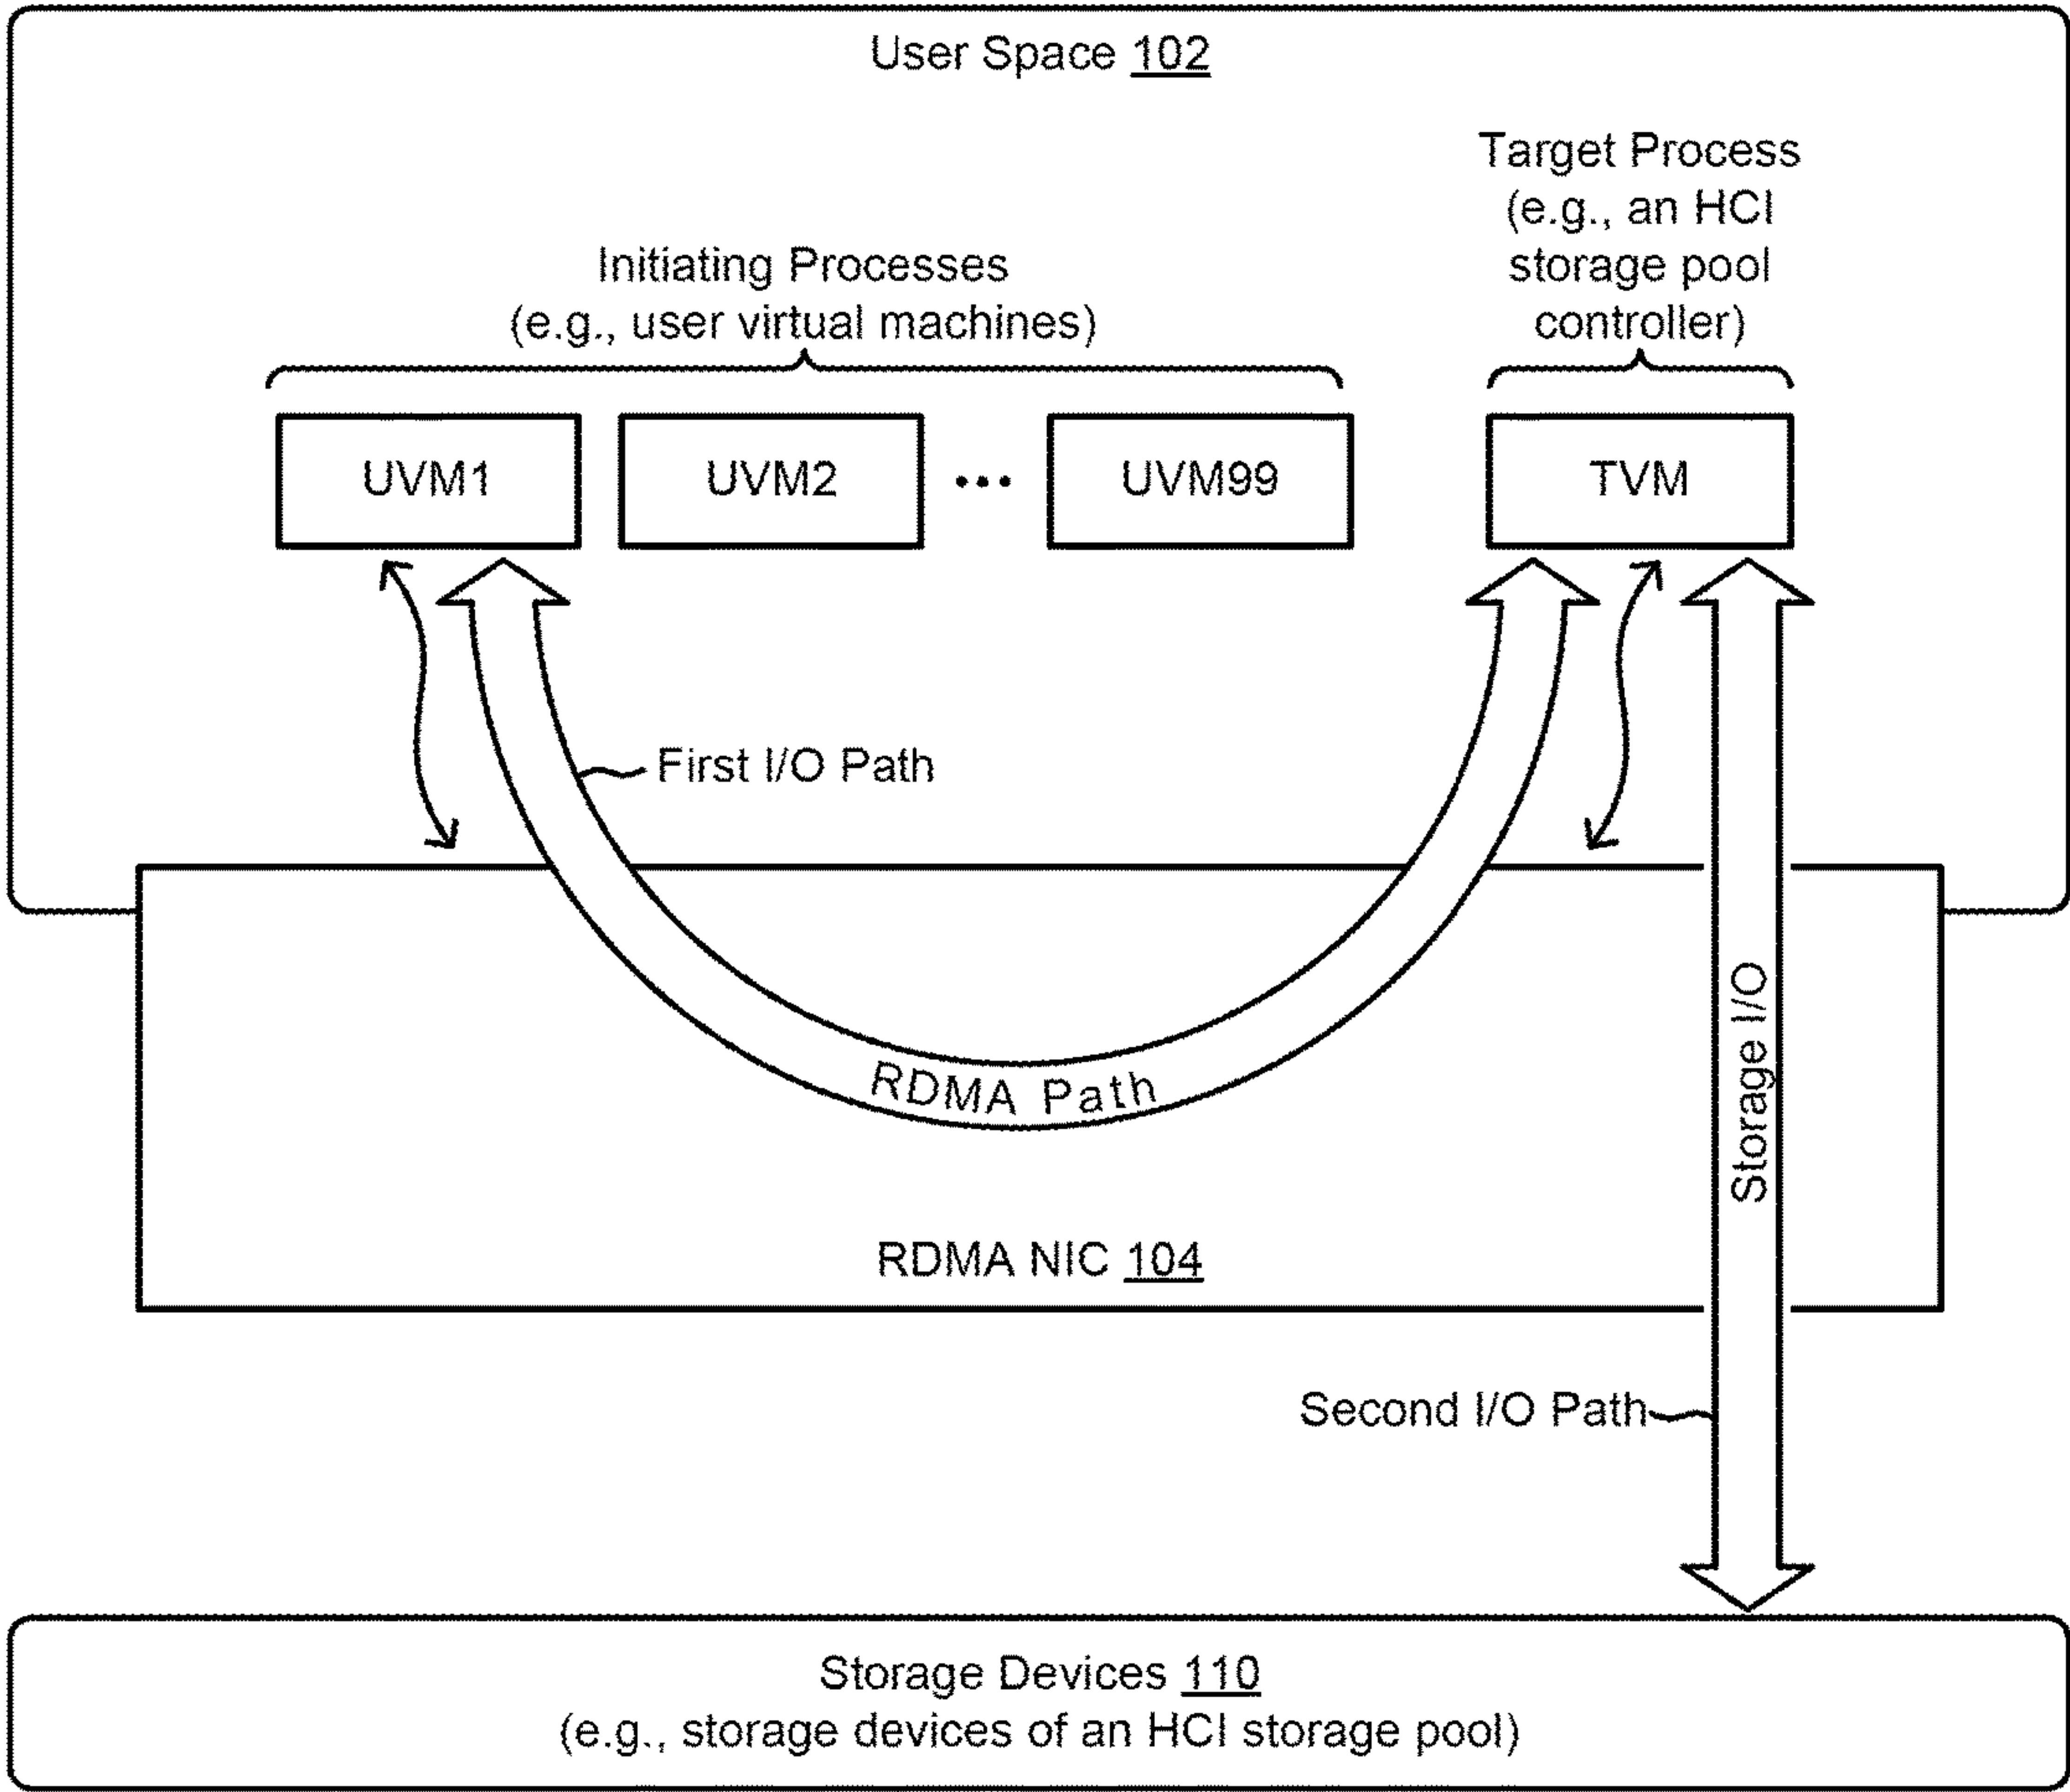 User Space 102
Target Process
(e.g., an HCI
storage pool
controller)
Initiating Processes
(e.g., user virtual machines)
UVM1
UVM2
...
UVM99
TVM
First I/O Path
RDMA Path
Storage I/O
RDMA NIC 104
Second I/O Path
Storage Devices 110
(e.g., storage devices of an HCI storage pool)